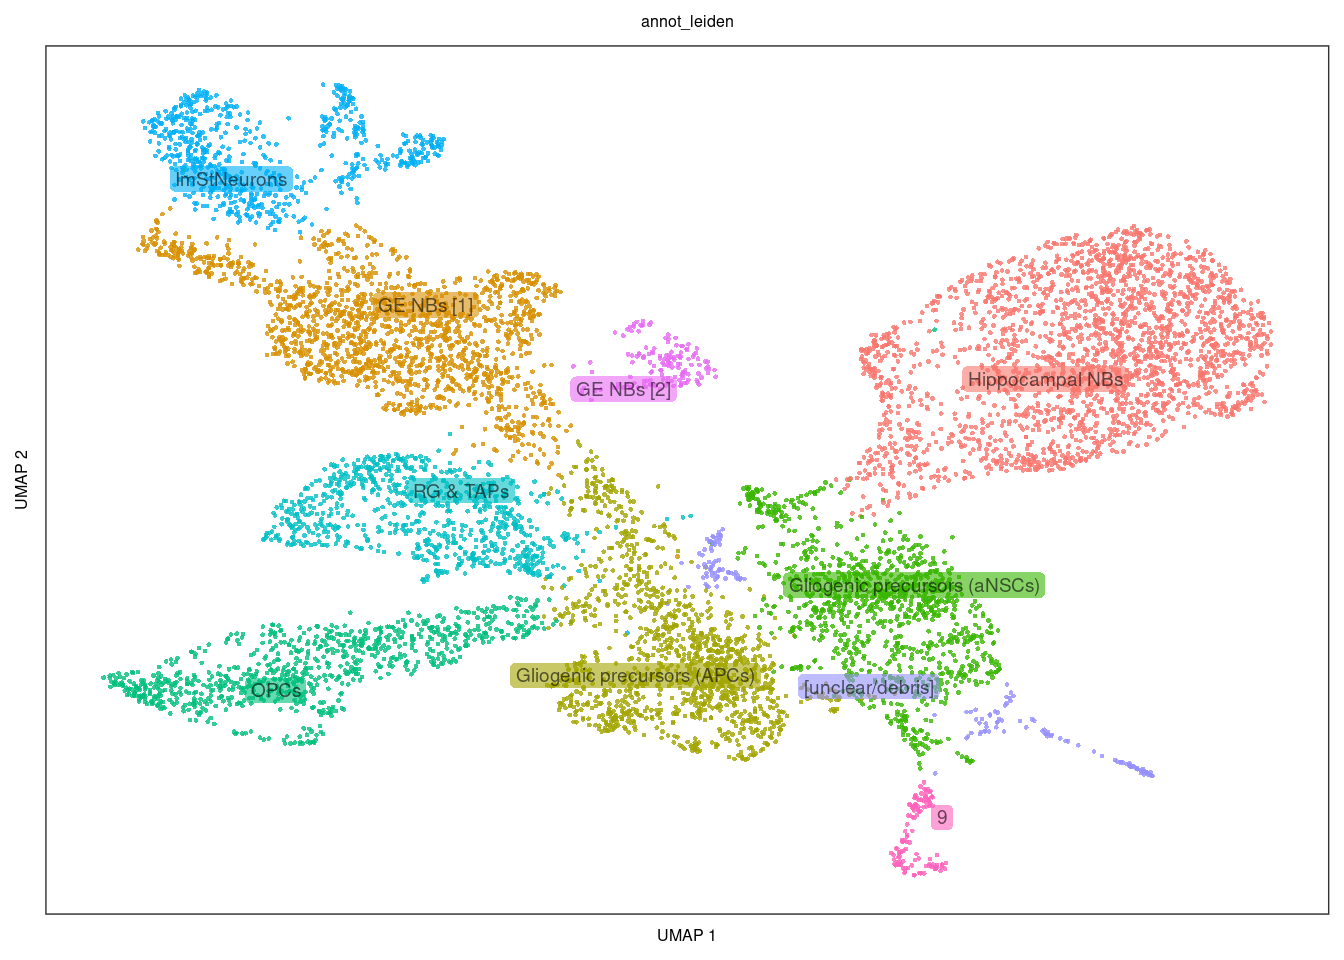 annot_leiden
ImStNeurons
GE NBs [1]
GE NBs [2]
Hippocampal NBs
RG & TAPs
Gliogenic precursors (aNSCs)
Gliogenic precursors (APCs)
[unclear/debris]
OPCs
9
UMAP 2
UMAP 1